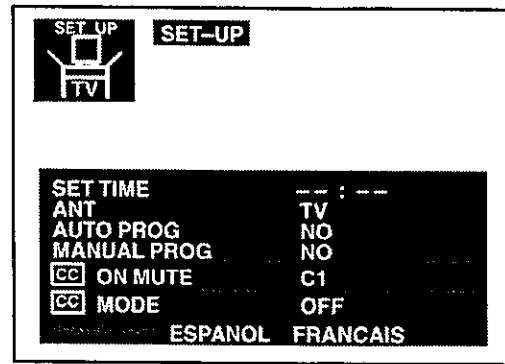 SET UP
TV
SET–UP
SET TIME – – : – –
ANT TV
AUTO PROG NO
MANUAL PROG NO
CC ON MUTE C1
CC MODE OFF
ESPANOL FRANCAIS